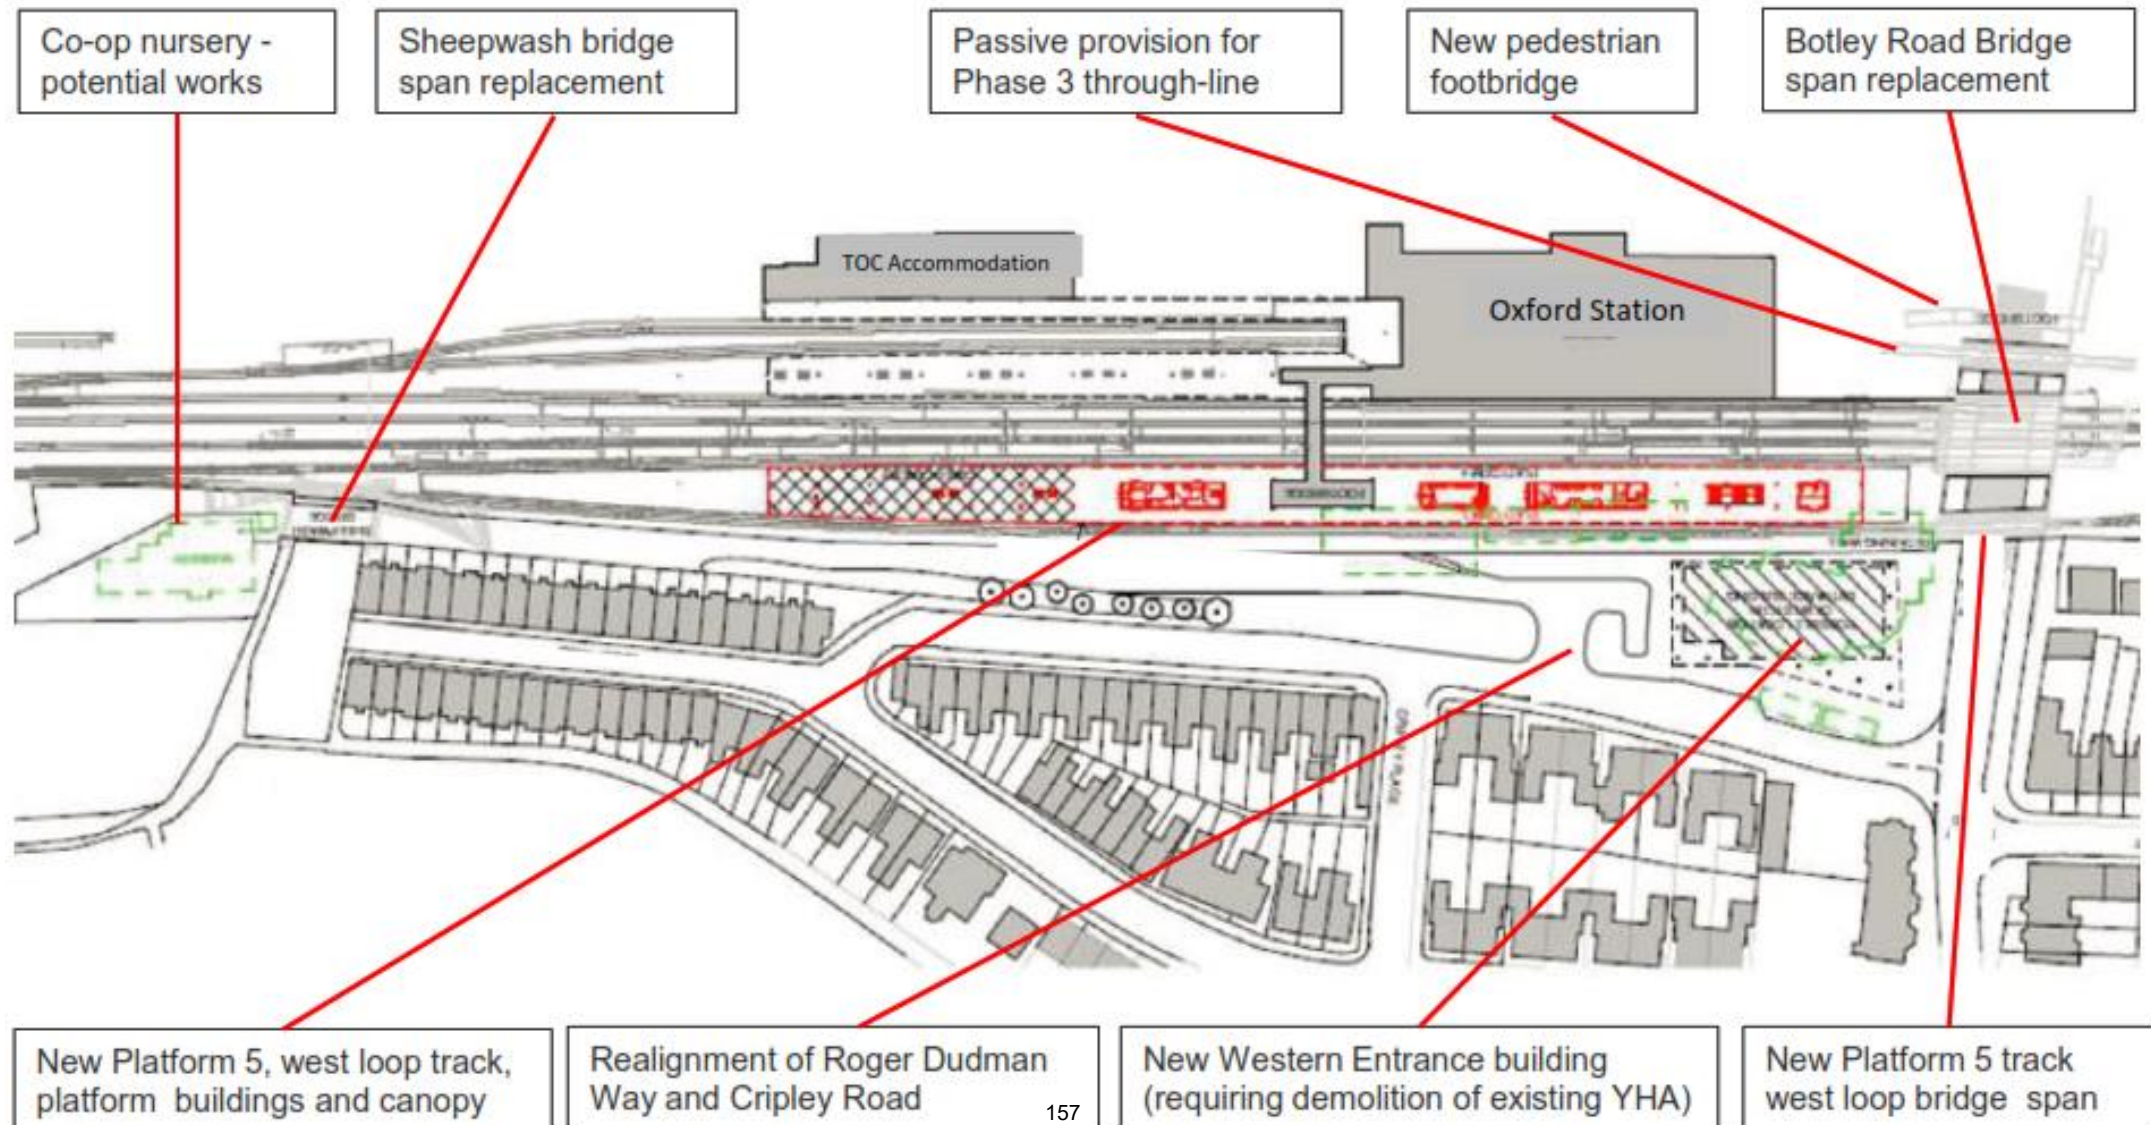 Co-op nursery -
potential works
Sheepwash bridge
span replacement
Passive provision for
Phase 3 through-line
New pedestrian
footbridge
Botley Road Bridge
span replacement
TOC Accommodation
Oxford Station
FOOTBRIDGE
New Platform 5, west loop track,
platform buildings and canopy
Realignment of Roger Dudman
Way and Cripley Road
157
New Western Entrance building
(requiring demolition of existing YHA)
New Platform 5 track
west loop bridge span